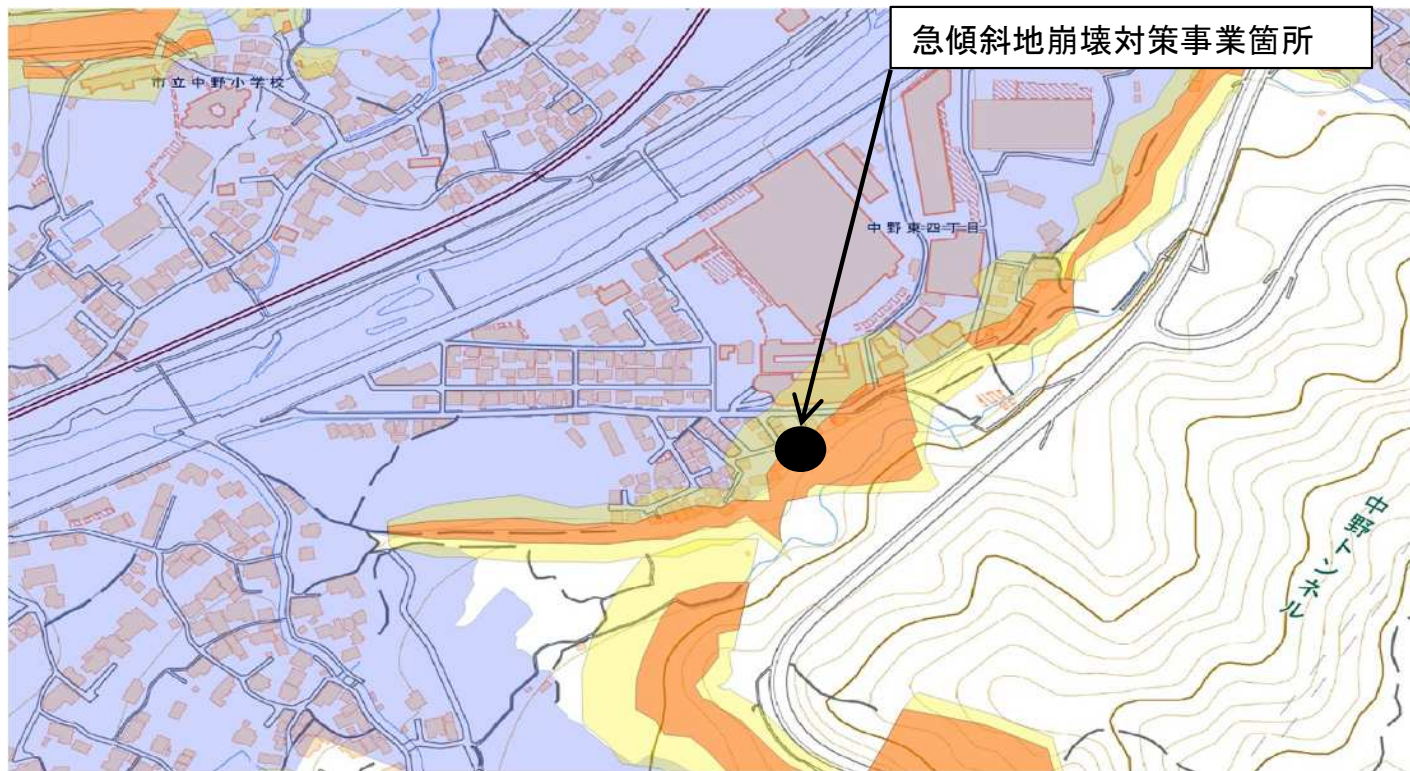 急傾斜地崩壊対策事業箇所
市立中野小学校
中野東四丁目
中野トンネル